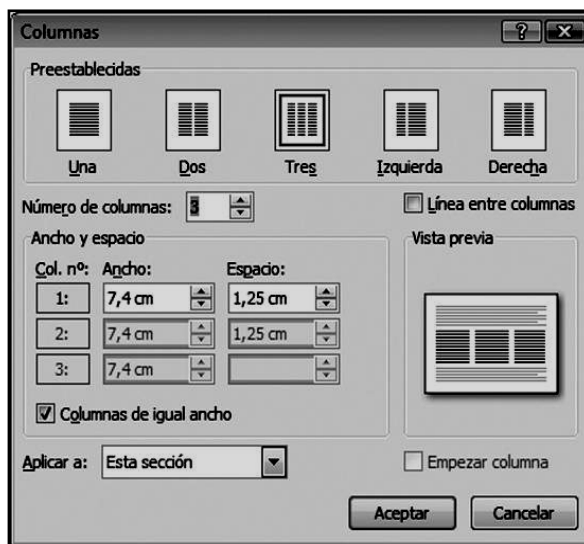 Columnas
Preestablecidas
Una Dos Tres Izquierda Derecha
Número de columnas: 3 Línea entre columnas
Ancho y espacio Vista previa
Col. nº: Ancho: Espacio:
1: 7,4 cm 1,25 cm
2: 7,4 cm 1,25 cm
3: 7,4 cm
Columnas de igual ancho
Aplicar a: Esta sección Empezar columna
Aceptar Cancelar